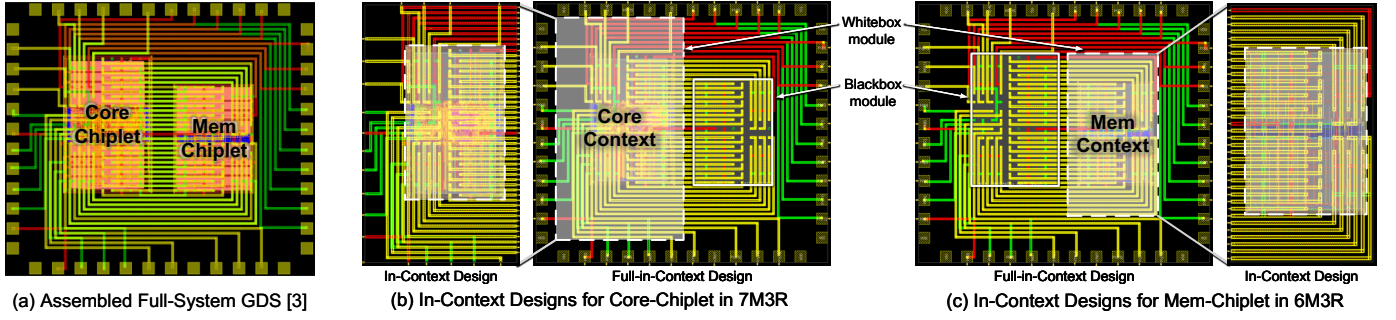 Core
Chiplet
Mem
Chiplet
(a) Assembled Full-System GDS [3]
Core
Context
In-Context Design
Full-in-Context Design
(b) In-Context Designs for Core-Chiplet in 7M3R
Whitebox
module
Blackbox
module
Mem
Context
Full-in-Context Design
In-Context Design
(c) In-Context Designs for Mem-Chiplet in 6M3R